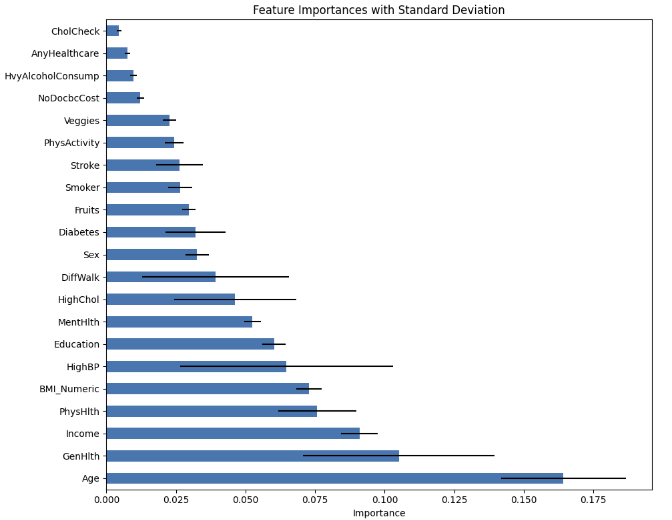 Feature Importances with Standard Deviation
CholCheck
AnyHealthcare
HvyAlcoholConsump
NoDocbcCost
Veggies
PhysActivity
Stroke
Smoker
Fruits
Diabetes
Sex
DiffWalk
HighChol
MentHlth
Education
HighBP
BMI_Numeric
PhysHlth
Income
GenHlth
Age
0.000 0.025 0.050 0.075 0.100 0.125 0.150 0.175
Importance